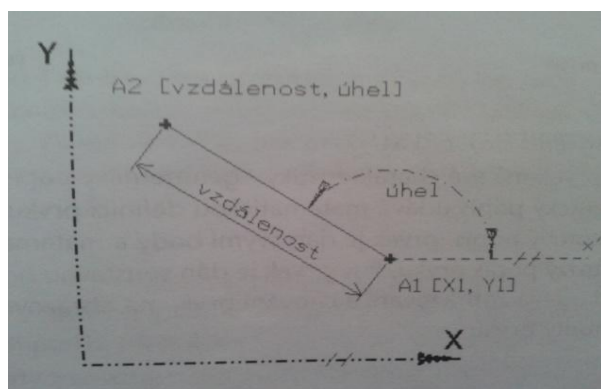 Y
A2 [vzdálenost, úhel]
úhel
vzdálenost
x'
A1 [X1, Y1]
X